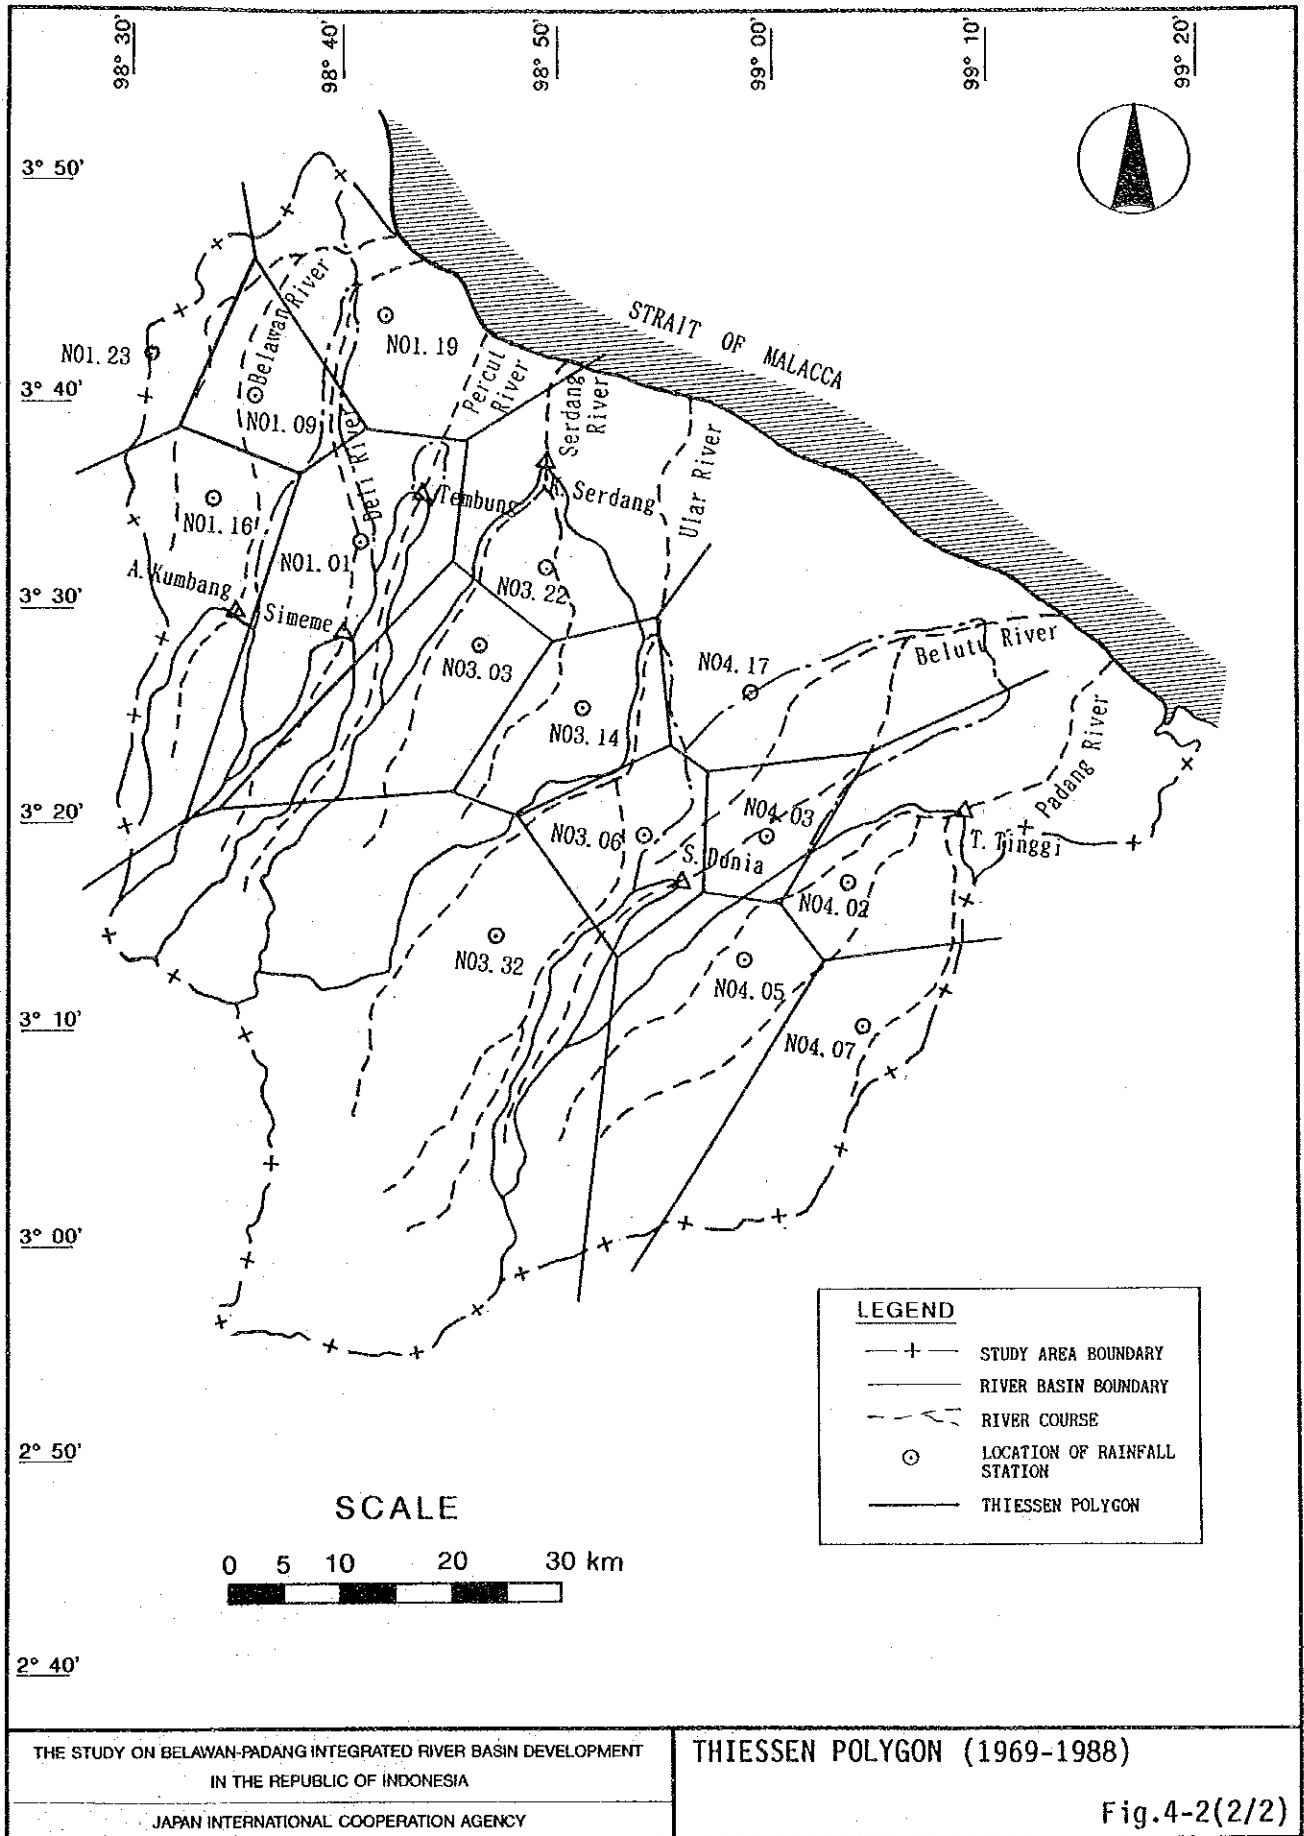 98° 30'
98° 40'
98° 50'
99° 00'
99° 10'
99° 20'
3° 50'
3° 40'
3° 30'
3° 20'
3° 10'
3° 00'
2° 50'
2° 40'
STRAIT OF MALACCA
Belawan River
N01.19
N01.23
Percut
River
N01.09
Serdang
River
Deli River
Ular River
Tembung
K. Serdang
N01.16
N01.01
A. Kumbang
N03.22
Simeme
N03.03
N04.17
Belutu River
N03.14
Padang River
N04.03
N03.06
S. Dunia
T. Tinggi
N04.02
N03.32
N04.05
N04.07
LEGEND
STUDY AREA BOUNDARY
RIVER BASIN BOUNDARY
RIVER COURSE
LOCATION OF RAINFALL
STATION
THIESSEN POLYGON
SCALE
0 5 10 20 30 km
THE STUDY ON BELAWAN-PADANG INTEGRATED RIVER BASIN DEVELOPMENT
IN THE REPUBLIC OF INDONESIA
JAPAN INTERNATIONAL COOPERATION AGENCY
THIESSEN POLYGON (1969-1988)
Fig.4-2(2/2)